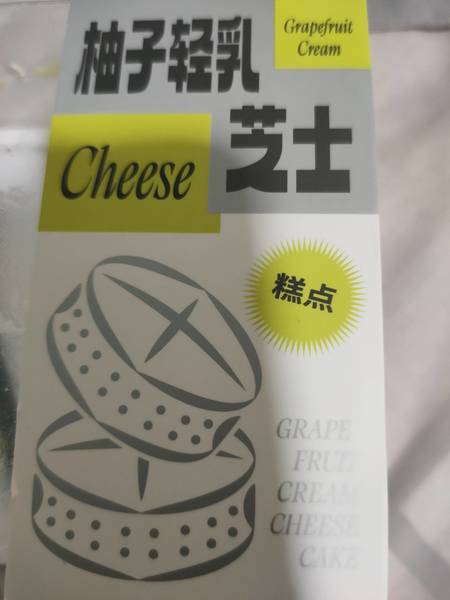 柚子轻乳
Grapefruit
Cream
Cheese
芝士
糕点
GRAPE
FRUIT
CREAM
CHEESE
CAKE